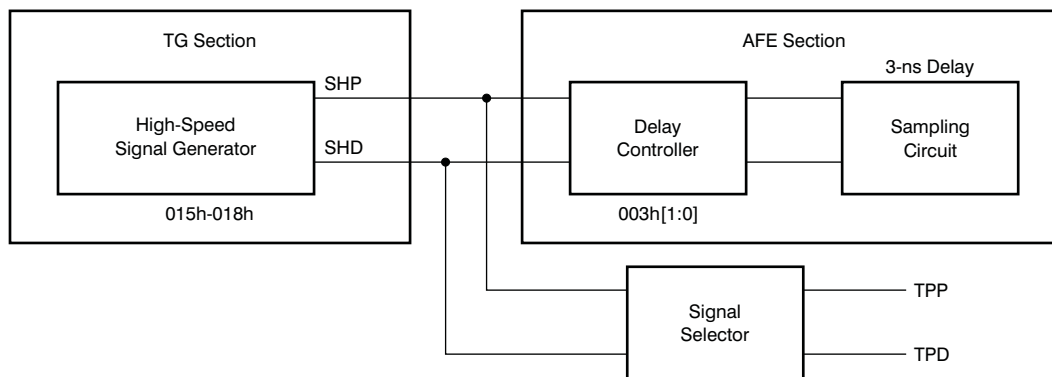 TG Section
AFE Section
SHP
3-ns Delay
High-Speed
Signal Generator
Delay
Controller
Sampling
Circuit
SHD
015h-018h
003h[1:0]
Signal
Selector
TPP
TPD